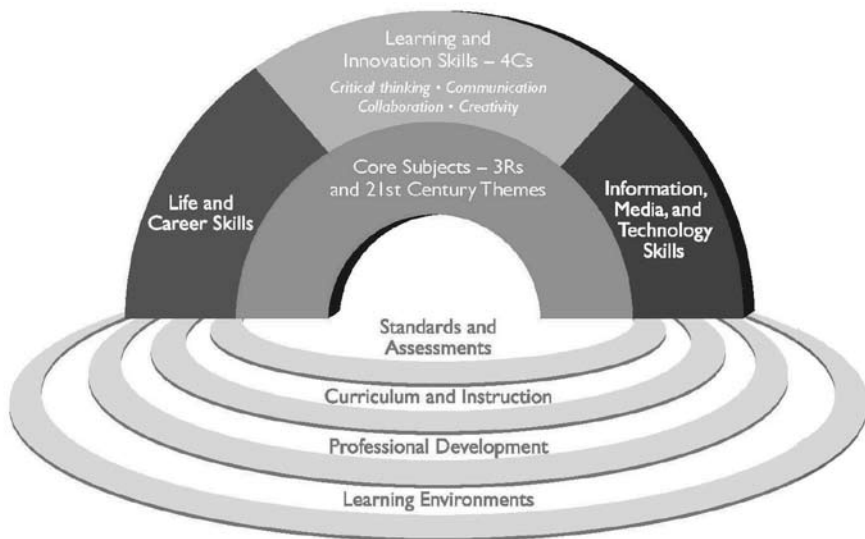 Learning and
Innovation Skills – 4Cs
Critical thinking • Communication
Collaboration • Creativity
Core Subjects – 3Rs
and 21st Century Themes
Life and
Career Skills
Information,
Media, and
Technology
Skills
Standards and
Assessments
Curriculum and Instruction
Professional Development
Learning Environments